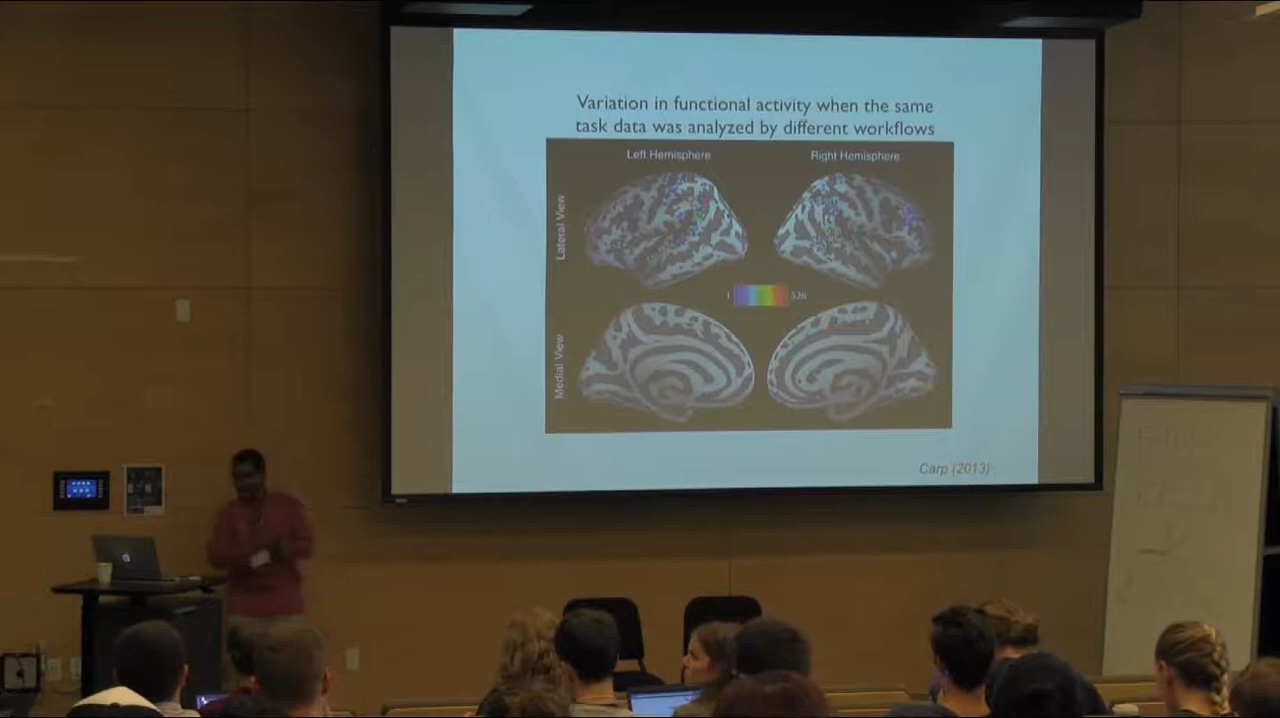 Variation in functional activity when the same
task data was analyzed by different workflows
Left Hemisphere
Right Hemisphere
Lateral View
1
526
Medial View
Carp (2013)